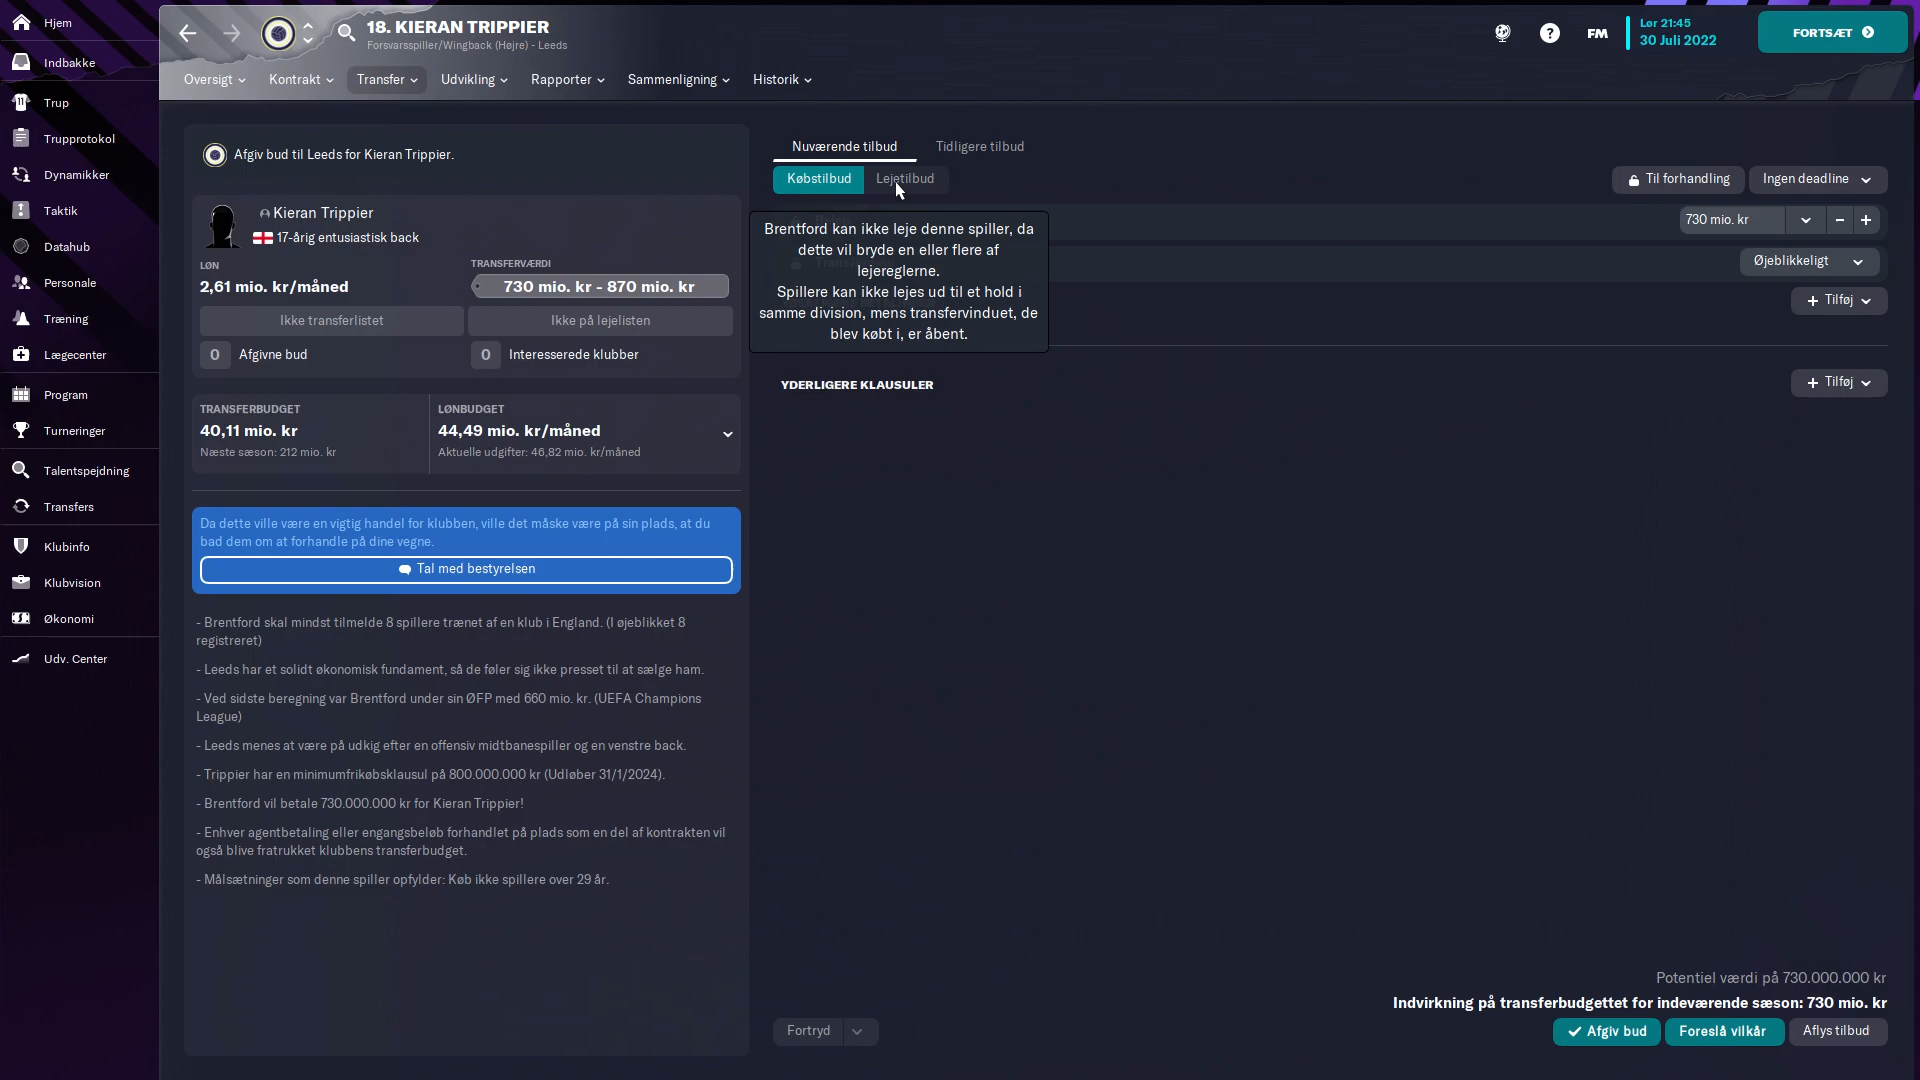 Hjem
Indbakke
Trup
Trupprotokol
Dynamikker
Taktik
Datahub
Personale
Træning
Lægecenter
Program
Turneringer
Talentspejdning
Transfers
Klubinfo
Klubvision
Økonomi
Udv. Center
18. KIERAN TRIPPIER
Forsvarsspiller/Wingback (Højre) - Leeds
FM
Lør 21:45
30 Juli 2022
FORTSÆT
Oversigt
Kontrakt
Transfer
Udvikling
Rapporter
Sammenligning
Historik
Afgiv bud til Leeds for Kieran Trippier.
Kieran Trippier
17-årig entusiastisk back
LØN
2,61 mio. kr/måned
TRANSFERVÆRDI
730 mio. kr - 870 mio. kr
Ikke transferlistet
Ikke på lejelisten
0 Afgivne bud
0 Interesserede klubber
TRANSFERBUDGET
40,11 mio. kr
Næste sæson: 212 mio. kr
LØNBUDGET
44,49 mio. kr/måned
Aktuelle udgifter: 46,82 mio. kr/måned
Da dette ville være en vigtig handel for klubben, ville det måske være på sin plads, at du
bad dem om at forhandle på dine vegne.
Tal med bestyrelsen
- Brentford skal mindst tilmelde 8 spillere trænet af en klub i England. (I øjeblikket 8
registreret)
- Leeds har et solidt økonomisk fundament, så de føler sig ikke presset til at sælge ham.
- Ved sidste beregning var Brentford under sin ØFP med 660 mio. kr. (UEFA Champions
League)
- Leeds menes at være på udkig efter en offensiv midtbanespiller og en venstre back.
- Trippier har en minimumfrikøbsklausul på 800.000.000 kr (Udløber 31/1/2024).
- Brentford vil betale 730.000.000 kr for Kieran Trippier!
- Enhver agentbetaling eller engangsbeløb forhandlet på plads som en del af kontrakten vil
også blive fratrukket klubbens transferbudget.
- Målsætninger som denne spiller opfylder: Køb ikke spillere over 29 år.
Nuværende tilbud
Tidligere tilbud
Købstilbud
Lejetilbud
Til forhandling
Ingen deadline
Brentford kan ikke leje denne spiller, da
dette vil bryde en eller flere af
lejereglerne.
Spillere kan ikke lejes ud til et hold i
samme division, mens transfervinduet, de
blev købt i, er åbent.
730 mio. kr
Øjeblikkeligt
+ Tilføj
YDERLIGERE KLAUSULER
+ Tilføj
Potentiel værdi på 730.000.000 kr
Indvirkning på transferbudgettet for indeværende sæson: 730 mio. kr
Fortryd
Afgiv bud
Foreslå vilkår
Aflys tilbud